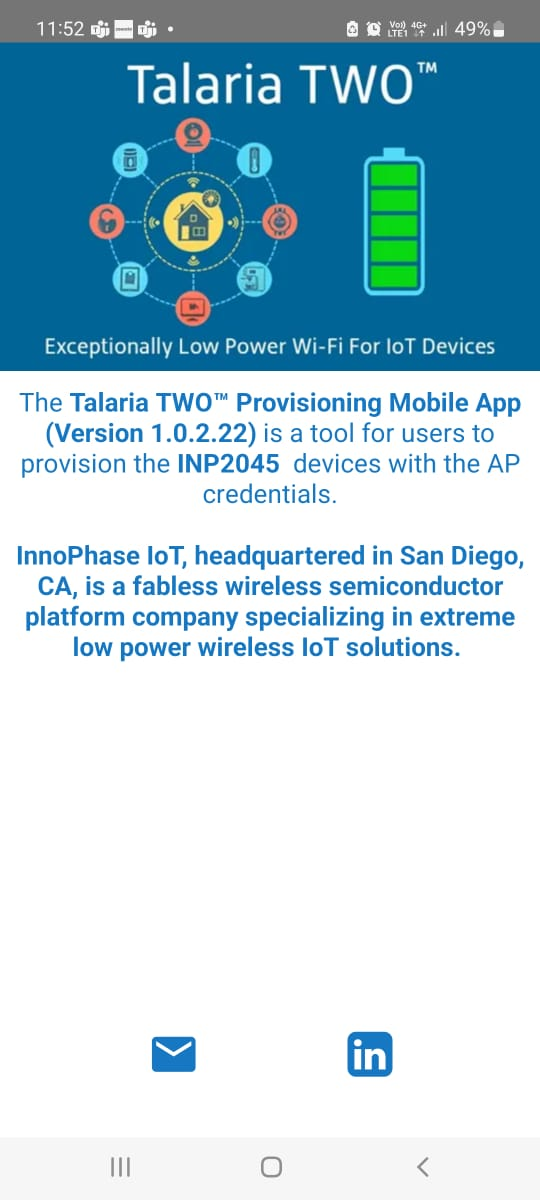 11:52 Vo)) 4G+ 49%
LTE1
Talaria TWO™
Exceptionally Low Power Wi-Fi For IoT Devices
The Talaria TWO™ Provisioning Mobile App
(Version 1.0.2.22) is a tool for users to
provision the INP2045 devices with the AP
credentials.
InnoPhase IoT, headquartered in San Diego,
CA, is a fabless wireless semiconductor
platform company specializing in extreme
low power wireless IoT solutions.
in